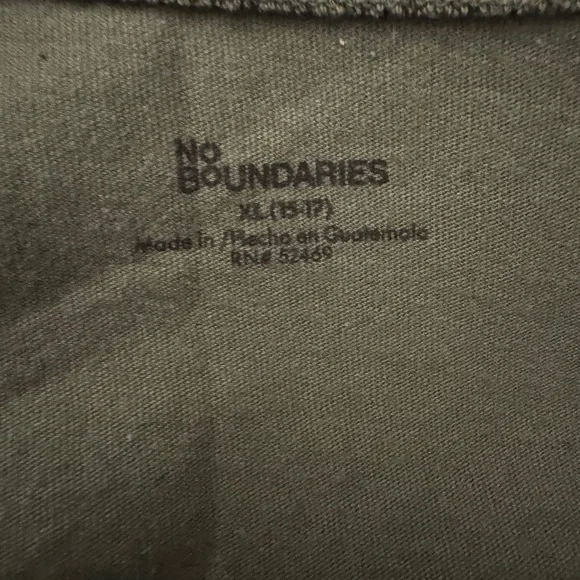 NO
BOUNDARIES
XL (15-17)
Made in / Hecho en Guatemala
RN# 52469